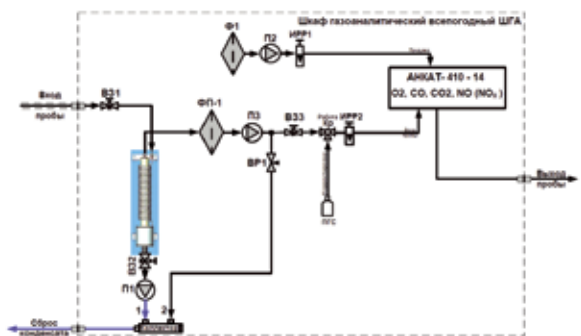 Шкаф газоаналитический всепогодный ШГА
Ф1
П2
ИРР1
АНКАТ- 410 - 14
O2, CO, CO2, NO (NOx)
Вход
пробы
ВЗ1
ФП-1
П3
ВЗ3
Кр
ИРР2
ВР1
ПГС
Выход
пробы
ВЗ2
П1
1
2
Сброс
конденсата